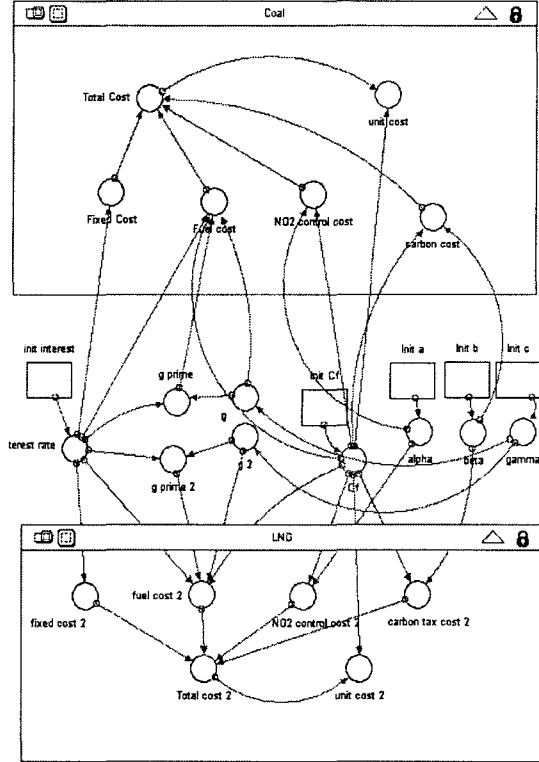 Coal
Total Cost
unit cost
Fixed Cost
Fuel cost
NO2 control cost
carbon cost
init interest
g prime
g
Init Cf
Init a
Init b
Init c
terest rate
g 2
g prime 2
Cf
alpha
beta
gamma
LNG
fixed cost 2
fuel cost 2
NO2 control cost 2
carbon tax cost 2
Total cost 2
unit cost 2